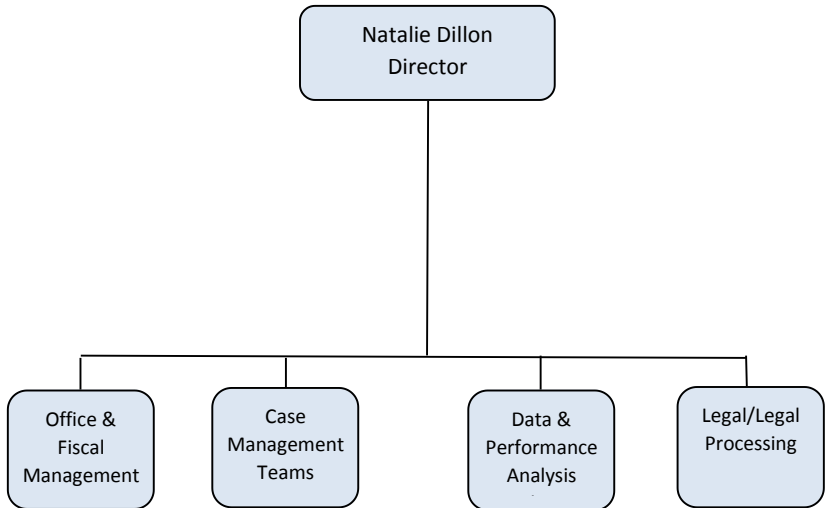 Natalie Dillon
Director
Office &
Fiscal
Management
Case
Management
Teams
Data &
Performance
Analysis
Legal/Legal
Processing